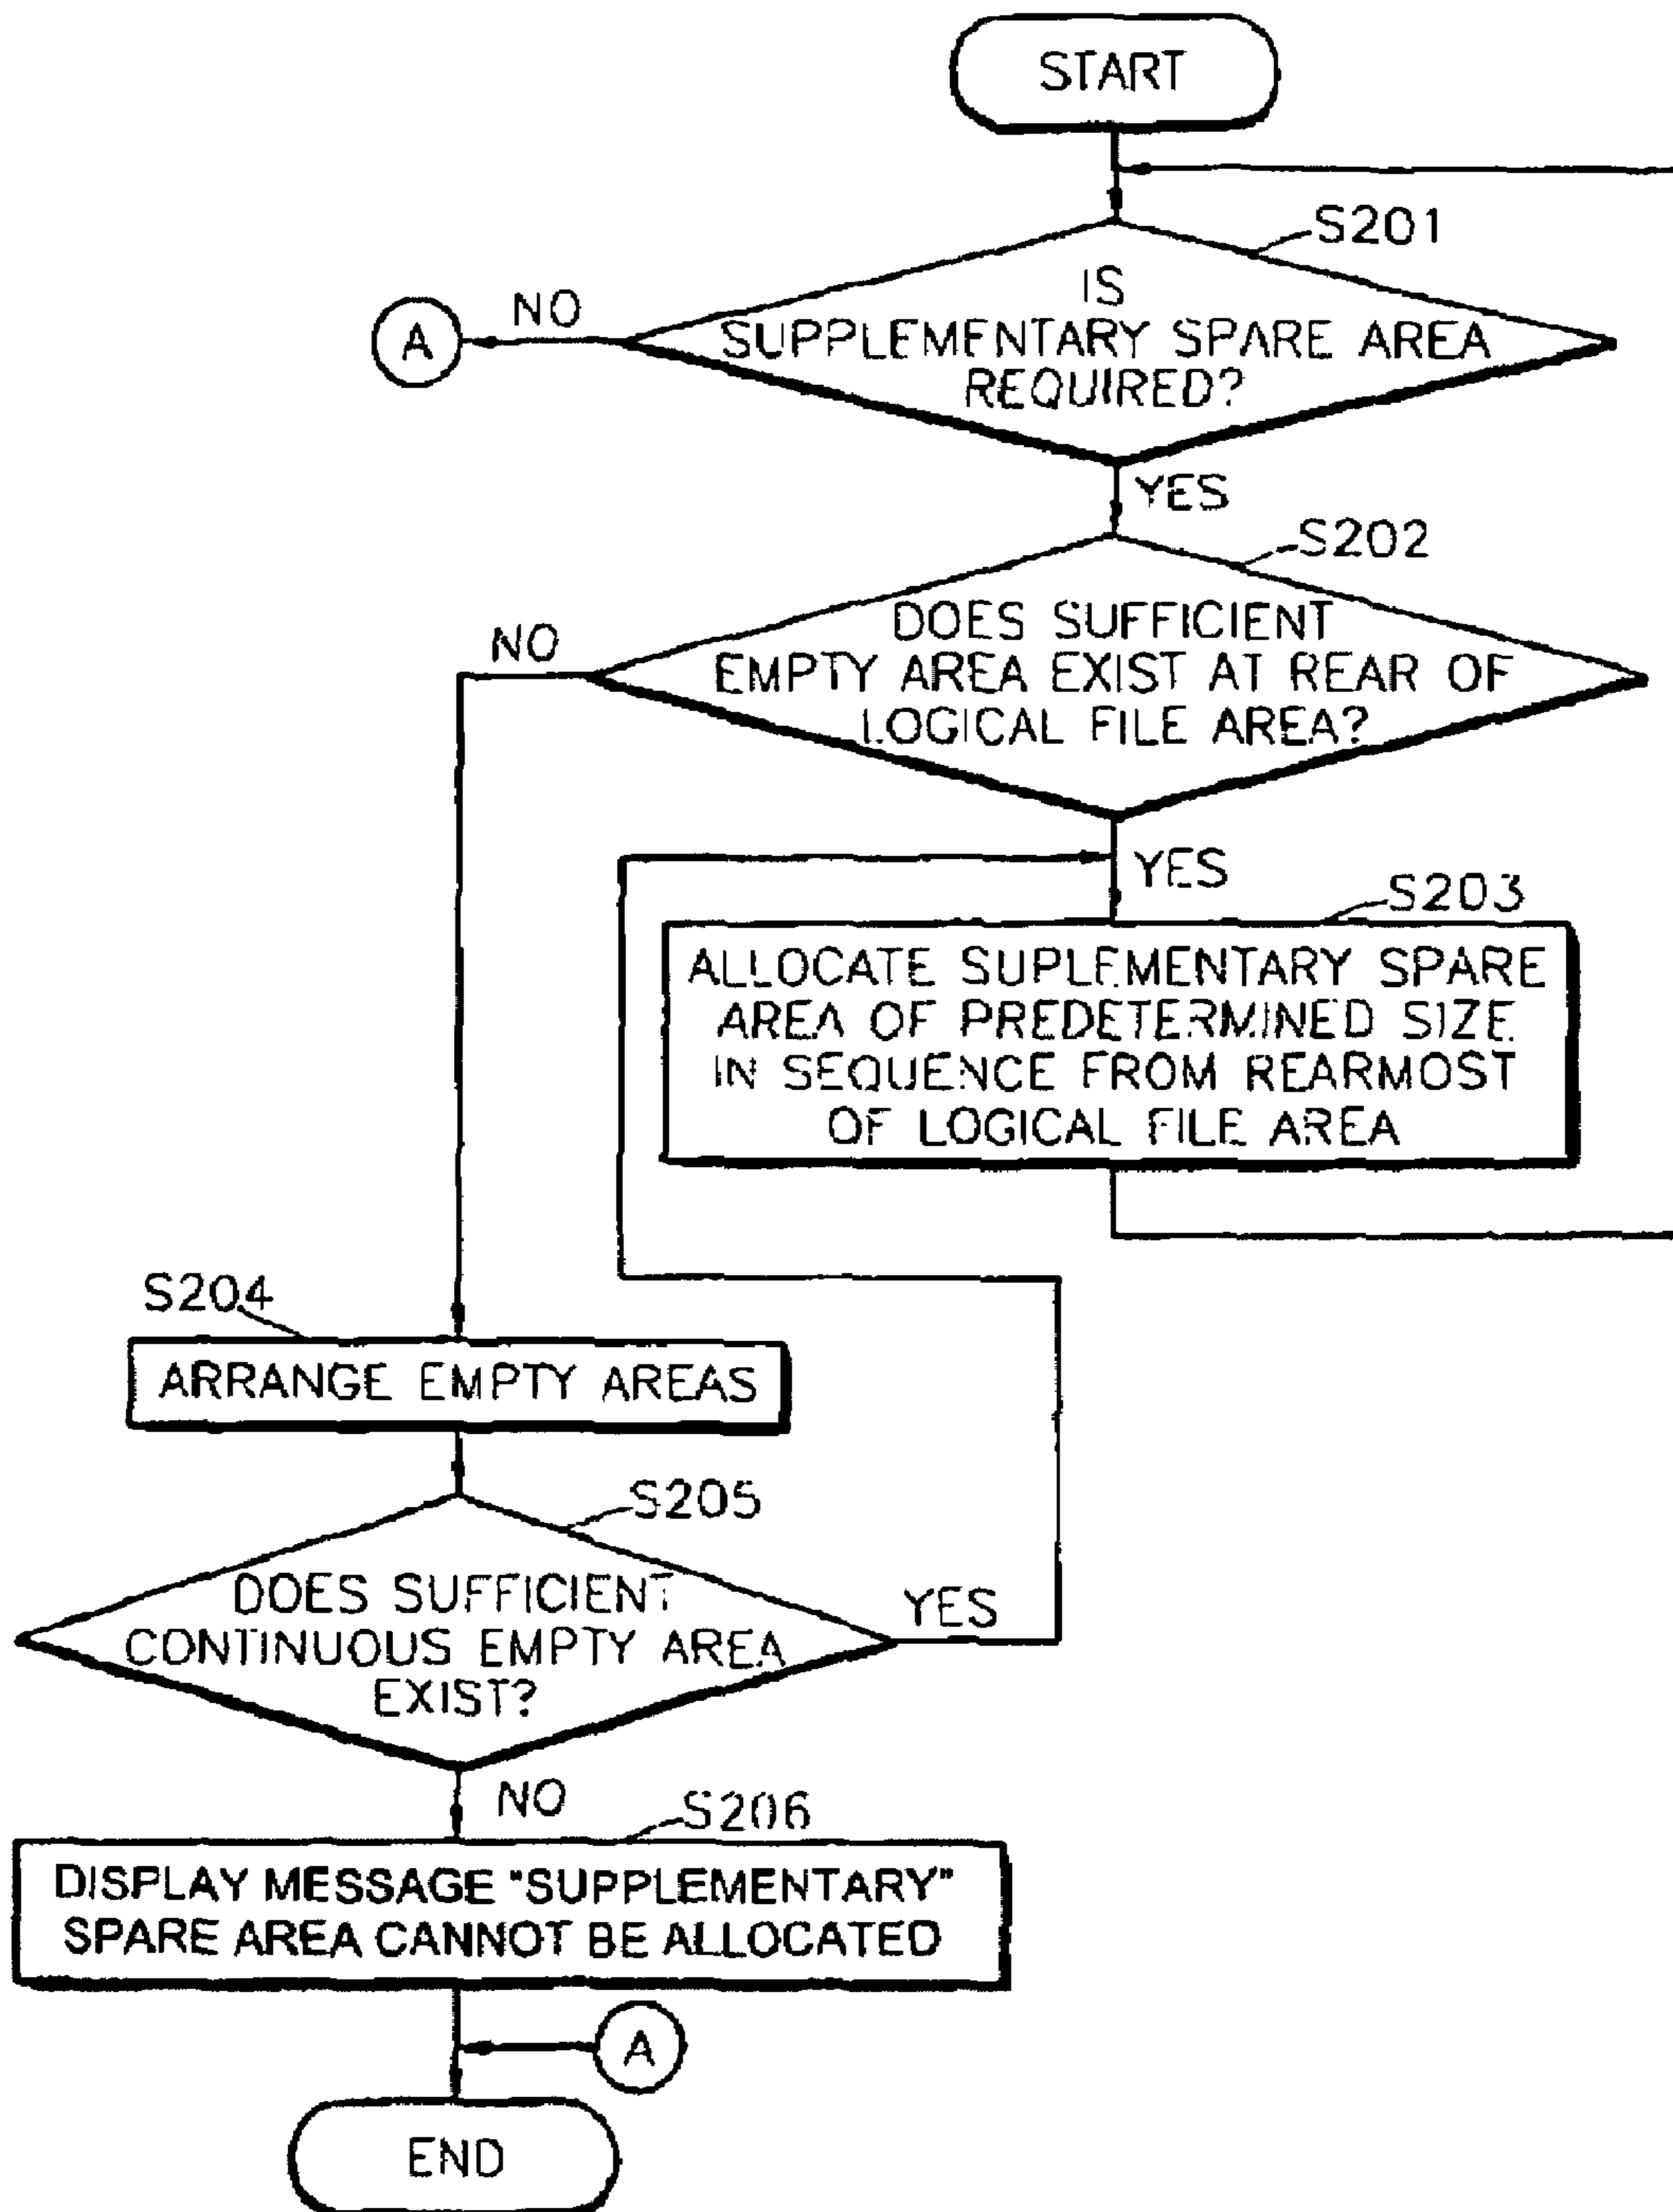 START
S201
IS
SUPPLEMENTARY SPARE AREA
REQUIRED?
NO
A
YES
S202
DOES SUFFICIENT
EMPTY AREA EXIST AT REAR OF
LOGICAL FILE AREA?
NO
YES
S203
ALLOCATE SUPLEMENTARY SPARE
AREA OF PREDETERMINED SIZE
IN SEQUENCE FROM REARMOST
OF LOGICAL FILE AREA
S204
ARRANGE EMPTY AREAS
S205
DOES SUFFICIENT
CONTINUOUS EMPTY AREA
EXIST?
YES
NO
S206
DISPLAY MESSAGE "SUPPLEMENTARY"
SPARE AREA CANNOT BE ALLOCATED
A
END